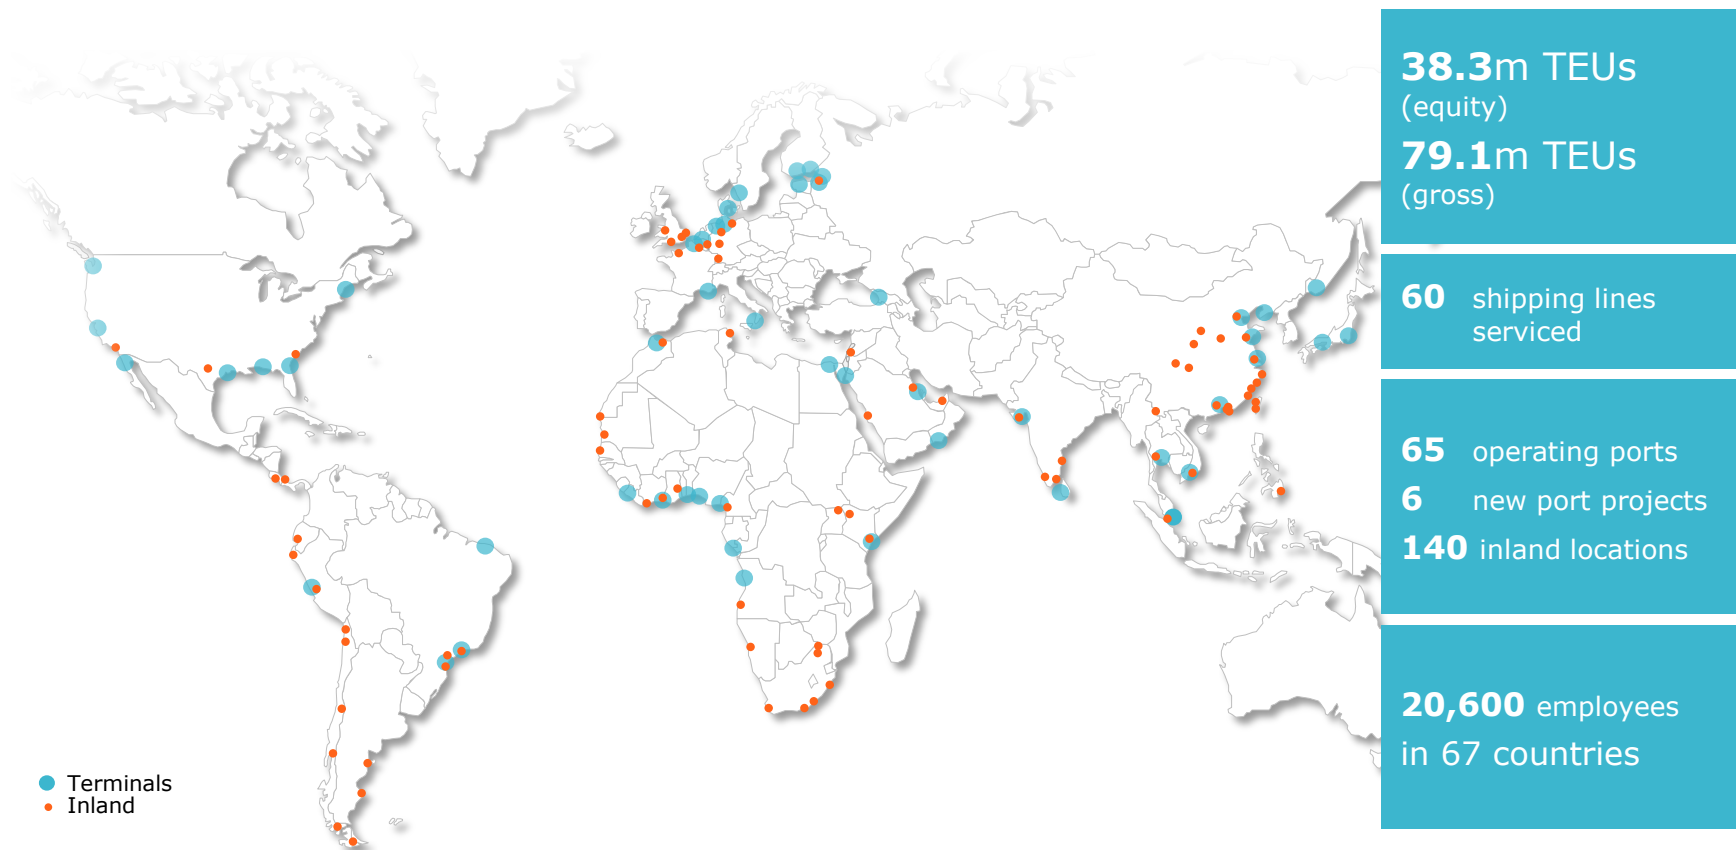 38.3m TEUs
(equity)
79.1m TEUs
(gross)
60 shipping lines
serviced
65 operating ports
6 new port projects
140 inland locations
20,600 employees
in 67 countries
Terminals
Inland